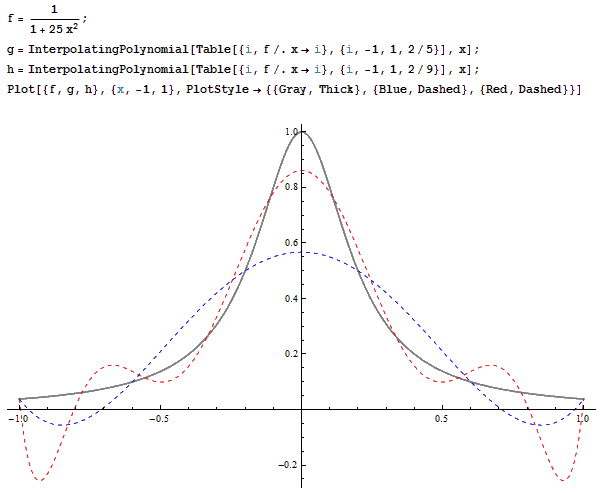 f = 1/(1 + 25 x²);
g = InterpolatingPolynomial[Table[{i, f /. x → i}, {i, -1, 1, 2 / 5}], x];
h = InterpolatingPolynomial[Table[{i, f /. x → i}, {i, -1, 1, 2 / 9}], x];
Plot[{f, g, h}, {x, -1, 1}, PlotStyle → {{Gray, Thick}, {Blue, Dashed}, {Red, Dashed}}]
1.0
0.8
0.6
0.4
0.2
-1.0 -0.5 0.5 1.0
-0.2